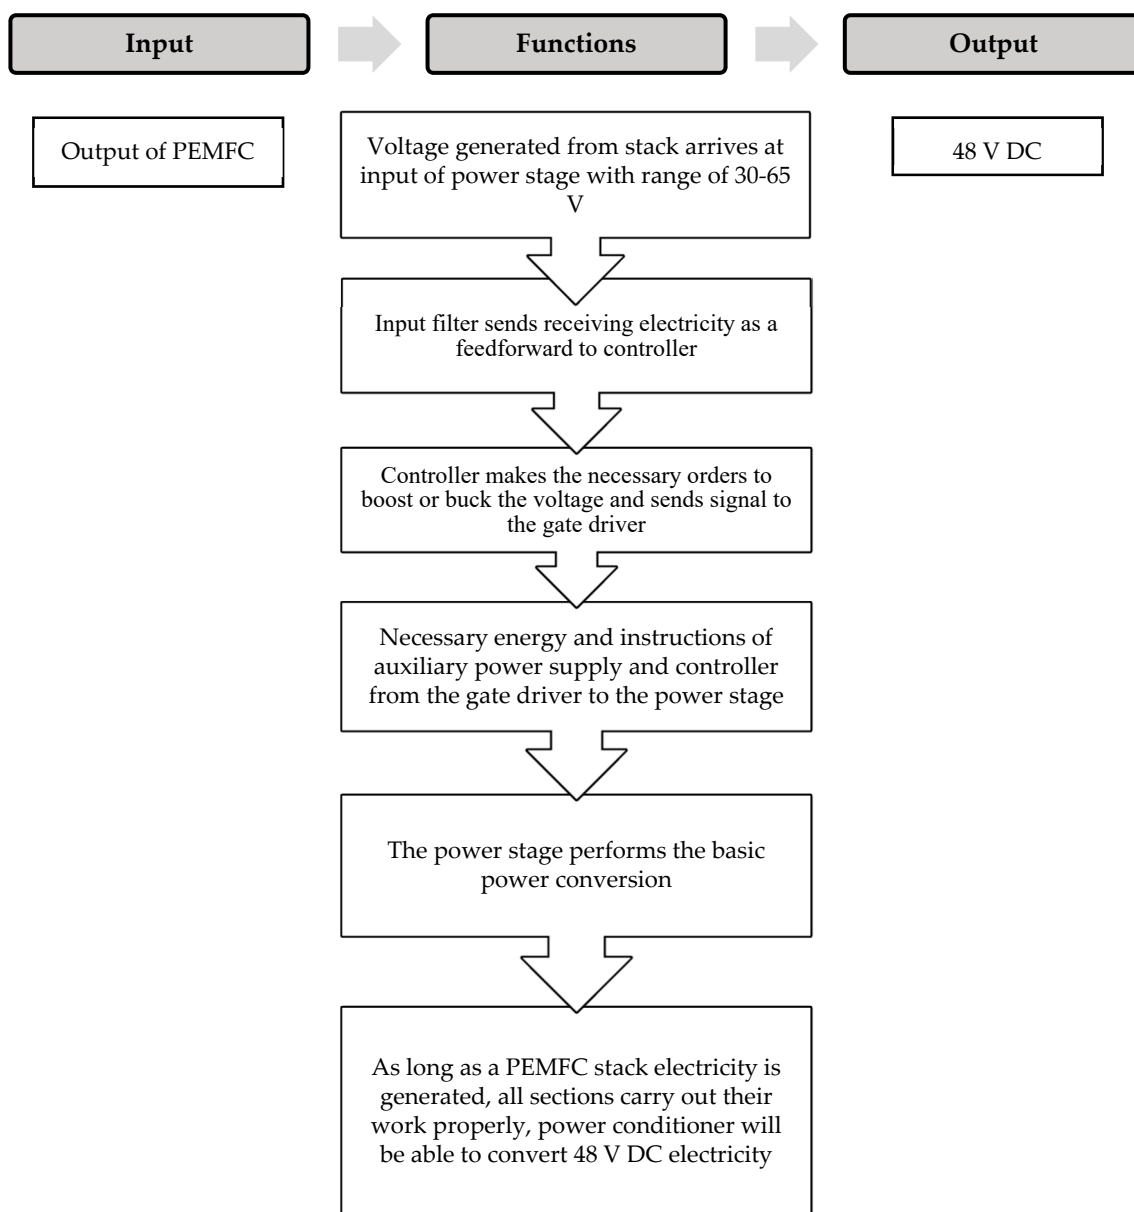 Input
Functions
Output
Output of PEMFC
Voltage generated from stack arrives at
input of power stage with range of 30-65
V
48 V DC
Input filter sends receiving electricity as a
feedforward to controller
Controller makes the necessary orders to
boost or buck the voltage and sends signal to
the gate driver
Necessary energy and instructions of
auxiliary power supply and controller
from the gate driver to the power stage
The power stage performs the basic
power conversion
As long as a PEMFC stack electricity is
generated, all sections carry out their
work properly, power conditioner will
be able to convert 48 V DC electricity